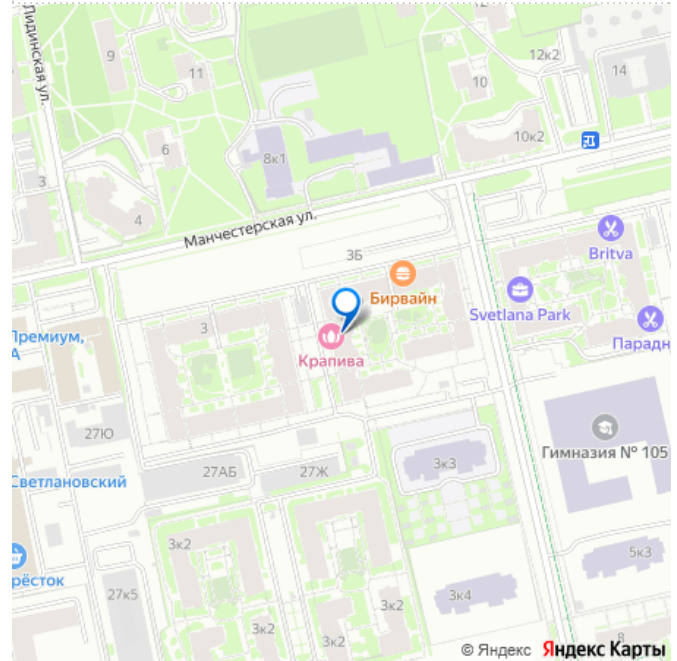 Лидинская ул.
9
11
12к2
14
10
10к2
6
8к1
3
4
Манчестерская ул.
3Б
Britva
Бирвайн
Svetlana Park
Премиум,
А
3
Крапива
Парадн
27Ю
Гимназия № 105
Светлановский
27АБ
27Ж
3к3
3к2
рёсток
5к3
27к5
3к4
3к2
3к2
8
© Яндекс Яндекс Карты